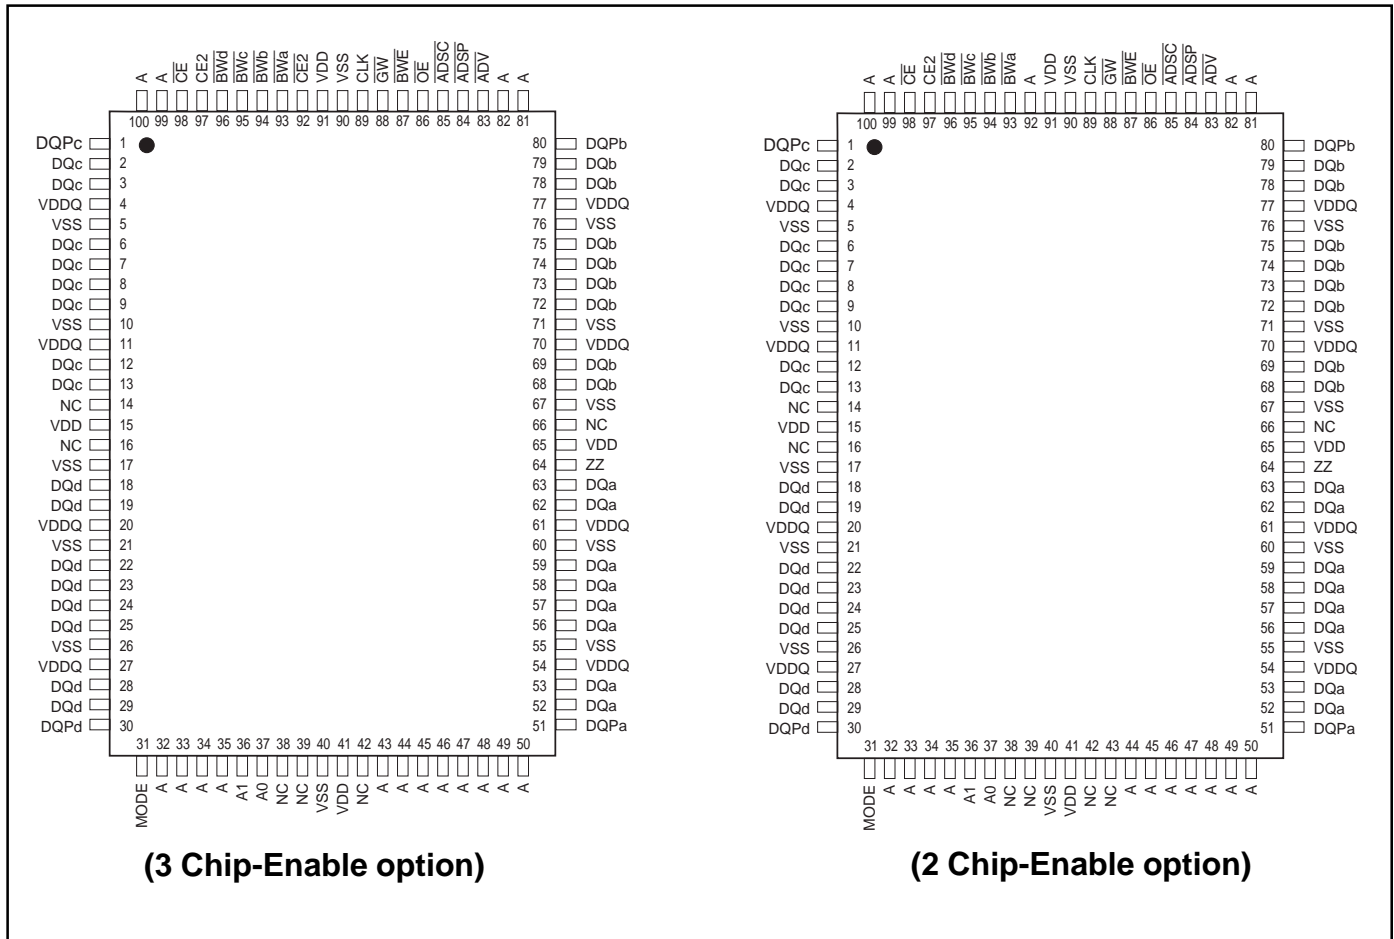 A A CE CE2 BWd BWc BWb BWa CE2 VDD VSS CLK GW BWE OE ADSC ADSP ADV A A
100 99 98 97 96 95 94 93 92 91 90 89 88 87 86 85 84 83 82 81
DQPc 1 80 DQPb
DQc 2 79 DQb
DQc 3 78 DQb
VDDQ 4 77 VDDQ
VSS 5 76 VSS
DQc 6 75 DQb
DQc 7 74 DQb
DQc 8 73 DQb
DQc 9 72 DQb
VSS 10 71 VSS
VDDQ 11 70 VDDQ
DQc 12 69 DQb
DQc 13 68 DQb
NC 14 67 VSS
VDD 15 66 NC
NC 16 65 VDD
VSS 17 64 ZZ
DQd 18 63 DQa
DQd 19 62 DQa
VDDQ 20 61 VDDQ
VSS 21 60 VSS
DQd 22 59 DQa
DQd 23 58 DQa
DQd 24 57 DQa
DQd 25 56 DQa
VSS 26 55 VSS
VDDQ 27 54 VDDQ
DQd 28 53 DQa
DQd 29 52 DQa
DQPd 30 51 DQPa
31 32 33 34 35 36 37 38 39 40 41 42 43 44 45 46 47 48 49 50
MODE A A A A A1 A0 NC NC VSS VDD NC A A A A A A A A
(3 Chip-Enable option)
A A CE CE2 BWd BWc BWb BWa A VDD VSS CLK GW BWE OE ADSC ADSP ADV A A
100 99 98 97 96 95 94 93 92 91 90 89 88 87 86 85 84 83 82 81
DQPc 1 80 DQPb
DQc 2 79 DQb
DQc 3 78 DQb
VDDQ 4 77 VDDQ
VSS 5 76 VSS
DQc 6 75 DQb
DQc 7 74 DQb
DQc 8 73 DQb
DQc 9 72 DQb
VSS 10 71 VSS
VDDQ 11 70 VDDQ
DQc 12 69 DQb
DQc 13 68 DQb
NC 14 67 VSS
VDD 15 66 NC
NC 16 65 VDD
VSS 17 64 ZZ
DQd 18 63 DQa
DQd 19 62 DQa
VDDQ 20 61 VDDQ
VSS 21 60 VSS
DQd 22 59 DQa
DQd 23 58 DQa
DQd 24 57 DQa
DQd 25 56 DQa
VSS 26 55 VSS
VDDQ 27 54 VDDQ
DQd 28 53 DQa
DQd 29 52 DQa
DQPd 30 51 DQPa
31 32 33 34 35 36 37 38 39 40 41 42 43 44 45 46 47 48 49 50
MODE A A A A A1 A0 NC NC VSS VDD NC NC A A A A A A A
(2 Chip-Enable option)